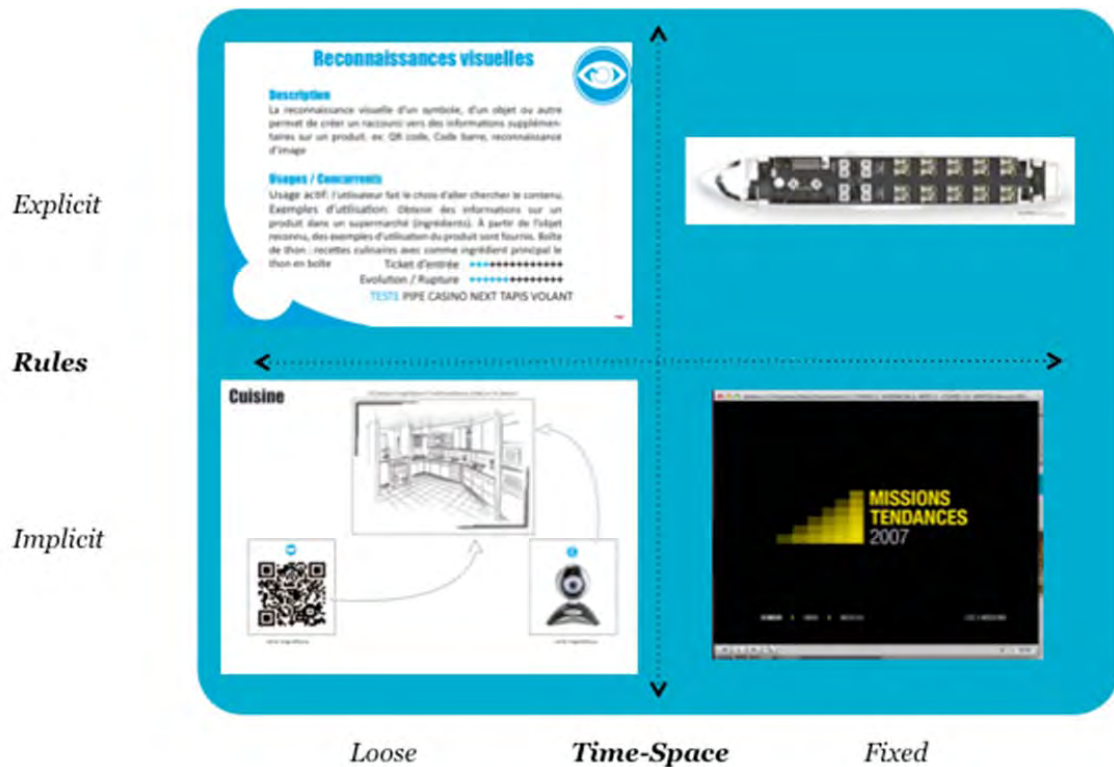 Reconnaissances visuelles
Description
La reconnaissance visuelle d'un symbole, d'un objet ou autre
permet de créer un raccourci vers des informations supplémen-
taires sur un produit. ex: QR code, Code barre, reconnaissance
d'image
Usages / Concurrents
Usage actif: l'utilisateur fait le choix d'aller chercher le contenu.
Exemples d'utilisation: Obtenir des informations sur un
produit dans un supermarché (ingrédients). À partir de l'objet
reconnu, des exemples d'utilisation du produit sont fournis. Boîte
de thon : recettes culinaires avec comme ingrédient principal le
thon en boîte
Ticket d'entrée
Evolution / Rupture
TESTS PIPE CASINO NEXT TAPIS VOLANT
Explicit
Rules
Cuisine
MISSIONS
TENDANCES
2007
Implicit
Loose
Time-Space
Fixed